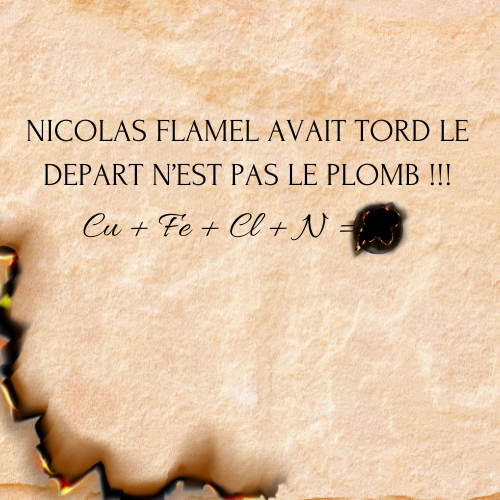 NICOLAS FLAMEL AVAIT TORD LE
DEPART N’EST PAS LE PLOMB !!!
Cu + Fe + Cl + N =